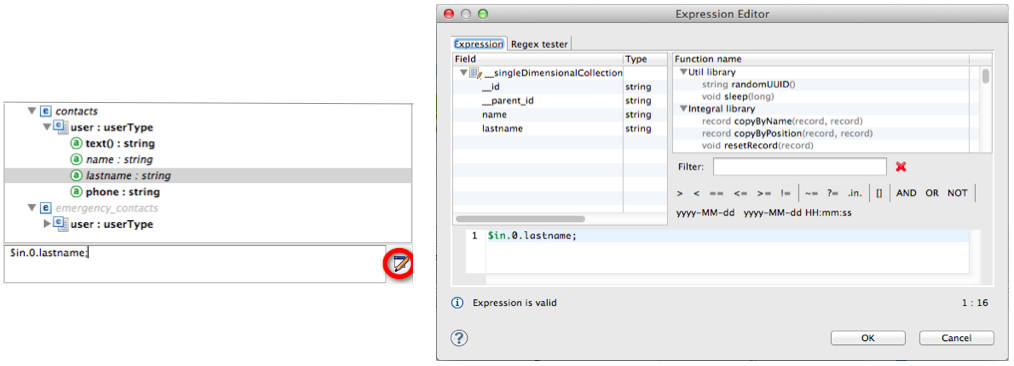 contacts
user : userType
text() : string
name : string
lastname : string
phone : string
emergency_contacts
user : userType
$in.0.lastname;
Expression Editor
Expression Regex tester
Field Type
__singleDimensionalCollection
__id string
__parent_id string
name string
lastname string
Function name
Util library
string randomUUID()
void sleep(long)
Integral library
record copyByName(record, record)
record copyByPosition(record, record)
void resetRecord(record)
Filter:
> < == <= >= != ~= ?= .in. [] AND OR NOT
yyyy-MM-dd yyyy-MM-dd HH:mm:ss
1 $in.0.lastname;
Expression is valid 1 : 16
? OK Cancel